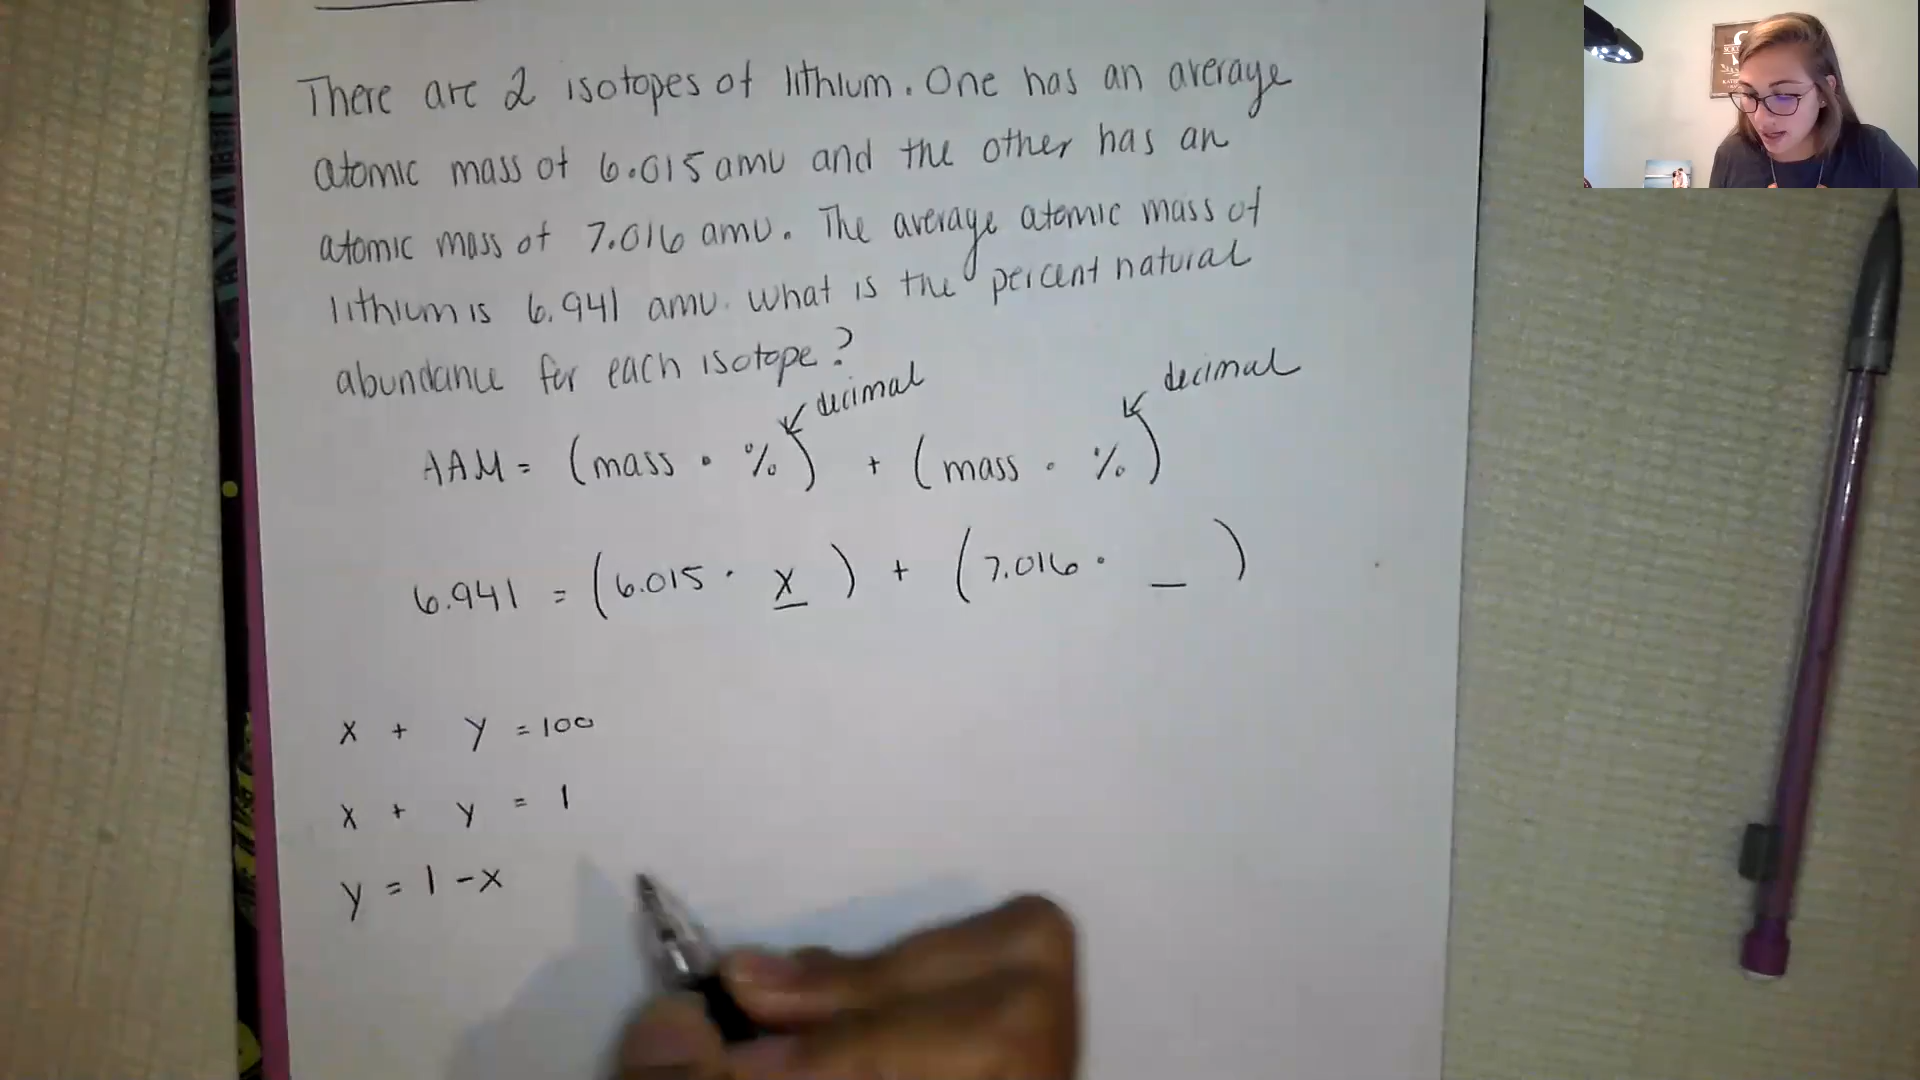 There are 2 isotopes of lithium. One has an average
atomic mass of 6.015 amu and the other has an
atomic mass of 7.016 amu. The average atomic mass of
lithium is 6.941 amu. What is the percent natural
abundance for each isotope?
decimal
decimal
AAM = (mass · %) + (mass · %)
6.941 = (6.015 · x) + (7.016 · _ )
x + y = 100
x + y = 1
y = 1 - x